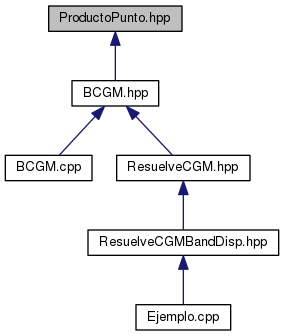 ProductoPunto.hpp
BCGM.hpp
BCGM.cpp
ResuelveCGM.hpp
ResuelveCGMBandDisp.hpp
Ejemplo.cpp